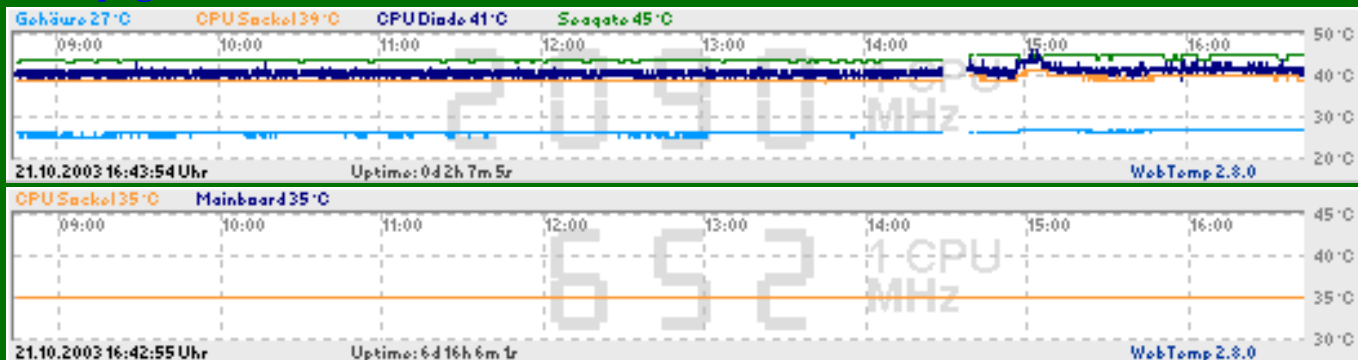 Gehäuse 27°C CPU Sockel 39°C CPU Diode 41°C Seagate 45°C
50°C
09:00 10:00 11:00 12:00 13:00 14:00 15:00 16:00
40°C
2090 1 CPU MHz
30°C
20°C
21.10.2003 16:43:54 Uhr Uptime: 0d 2h 7m 5s WebTemp 2.8.0
CPU Sockel 35°C Mainboard 35°C
45°C
09:00 10:00 11:00 12:00 13:00 14:00 15:00 16:00
40°C
652 1 CPU MHz
35°C
30°C
21.10.2003 16:42:55 Uhr Uptime: 6d 16h 6m 1s WebTemp 2.8.0